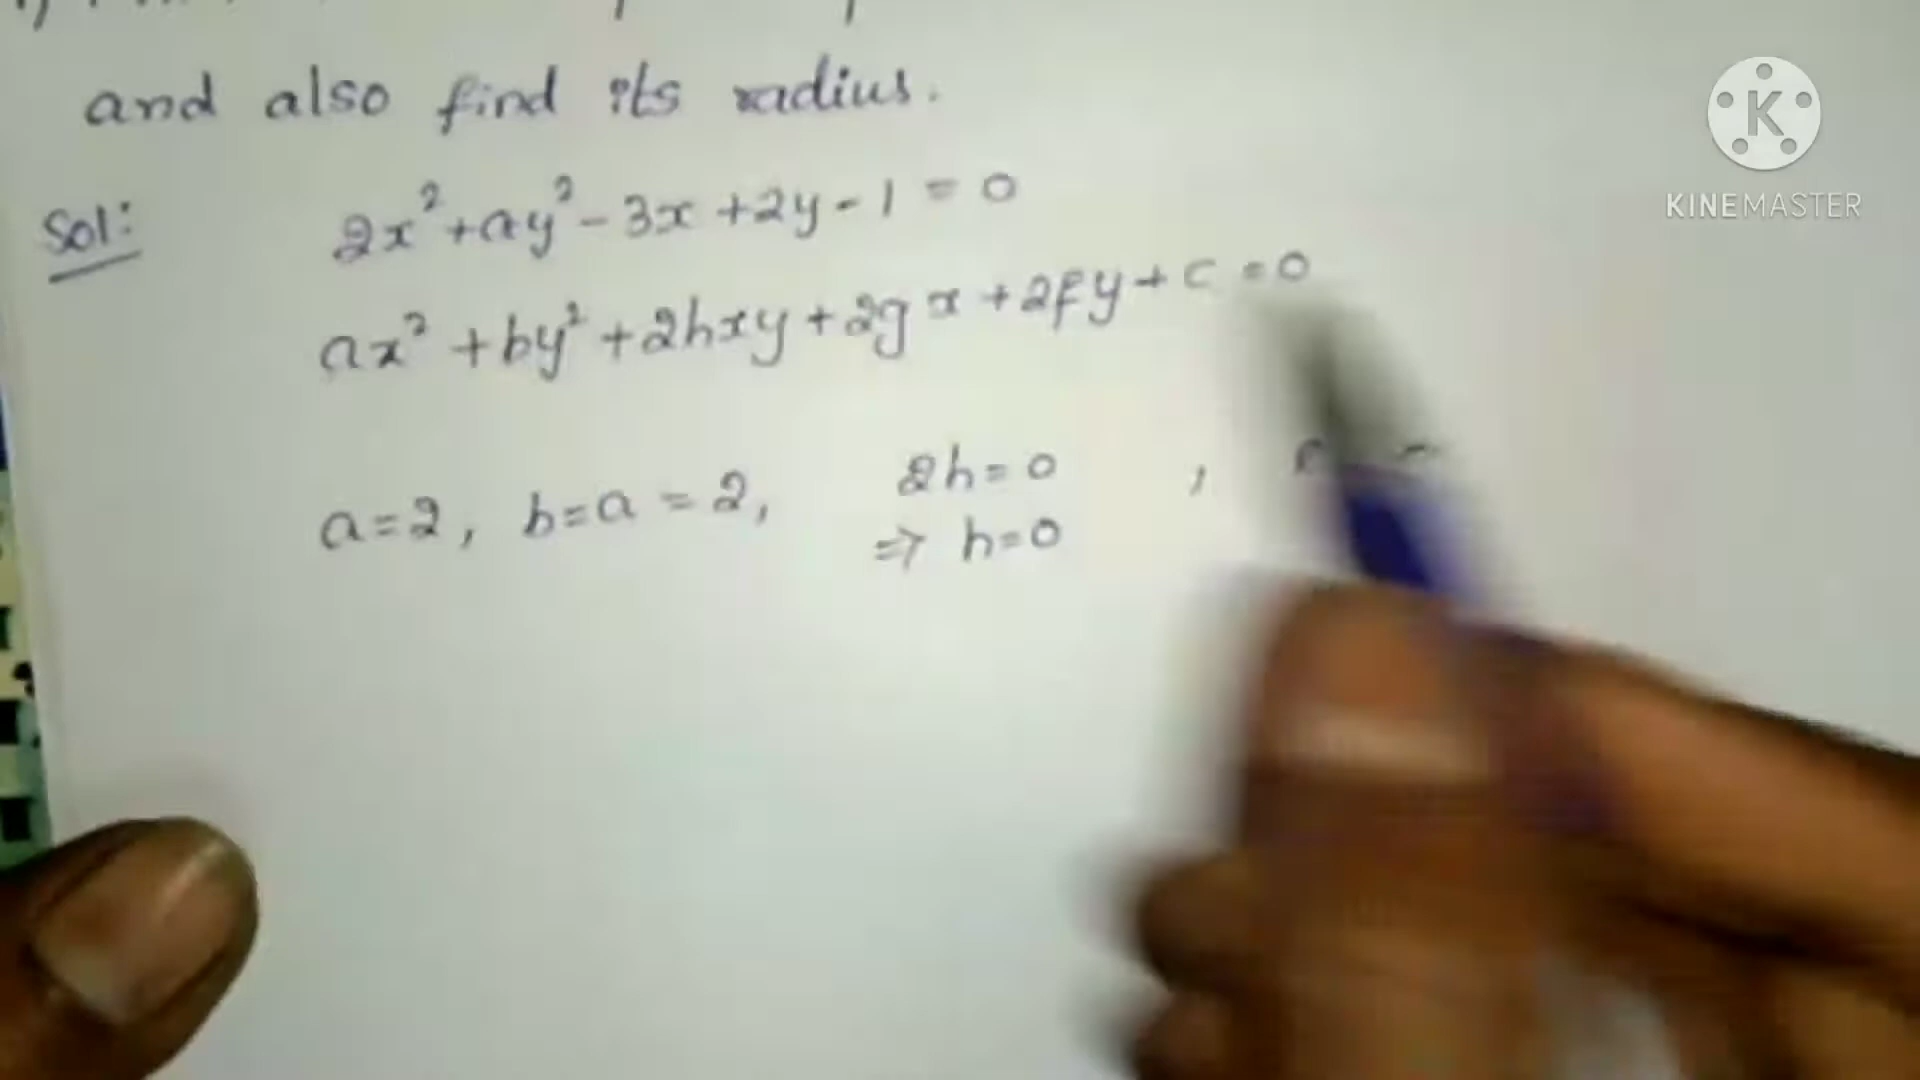 and also find its radius.
Sol: 2x² + ay² - 3x + 2y - 1 = 0
ax² + by² + 2hxy + 2gx + 2fy + c = 0
a=2, b=a=2, 2h=0 ,
⇒ h=0
K
KINEMASTER